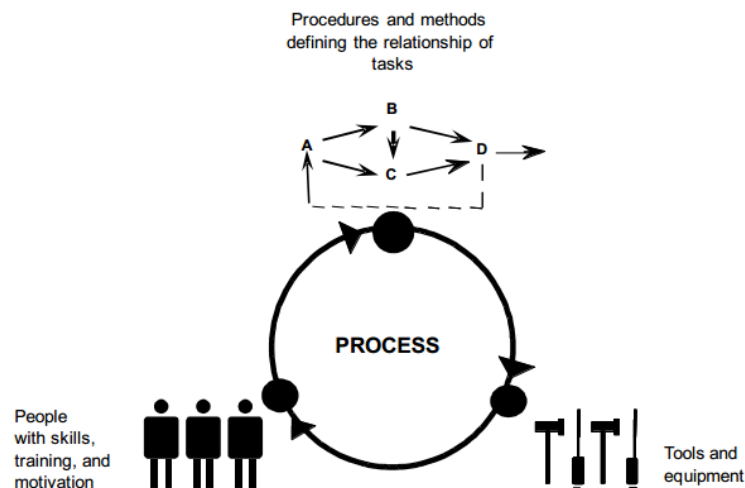 Procedures and methods
defining the relationship of
tasks
B
A
D
C
PROCESS
People
with skills,
training, and
motivation
Tools and
equipment